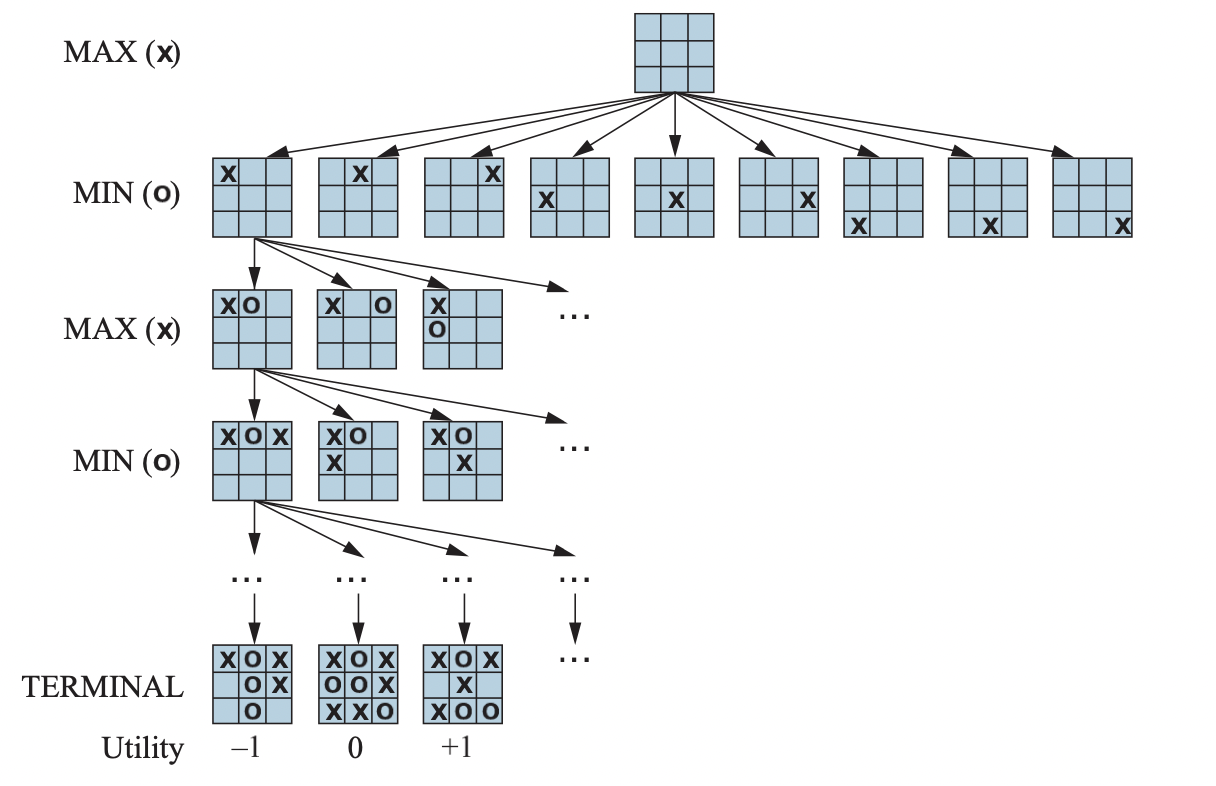 MAX (X)
MIN (O)
X
X
X
X
X
X
X
X
X
MAX (X)
X O
X O
X
O
...
MIN (O)
X O X
X O
X
X O
X
...
... ... ... ...
TERMINAL
X O X
O X
O
X O X
O O X
X X O
X O X
X
X O O
...
Utility –1 0 +1